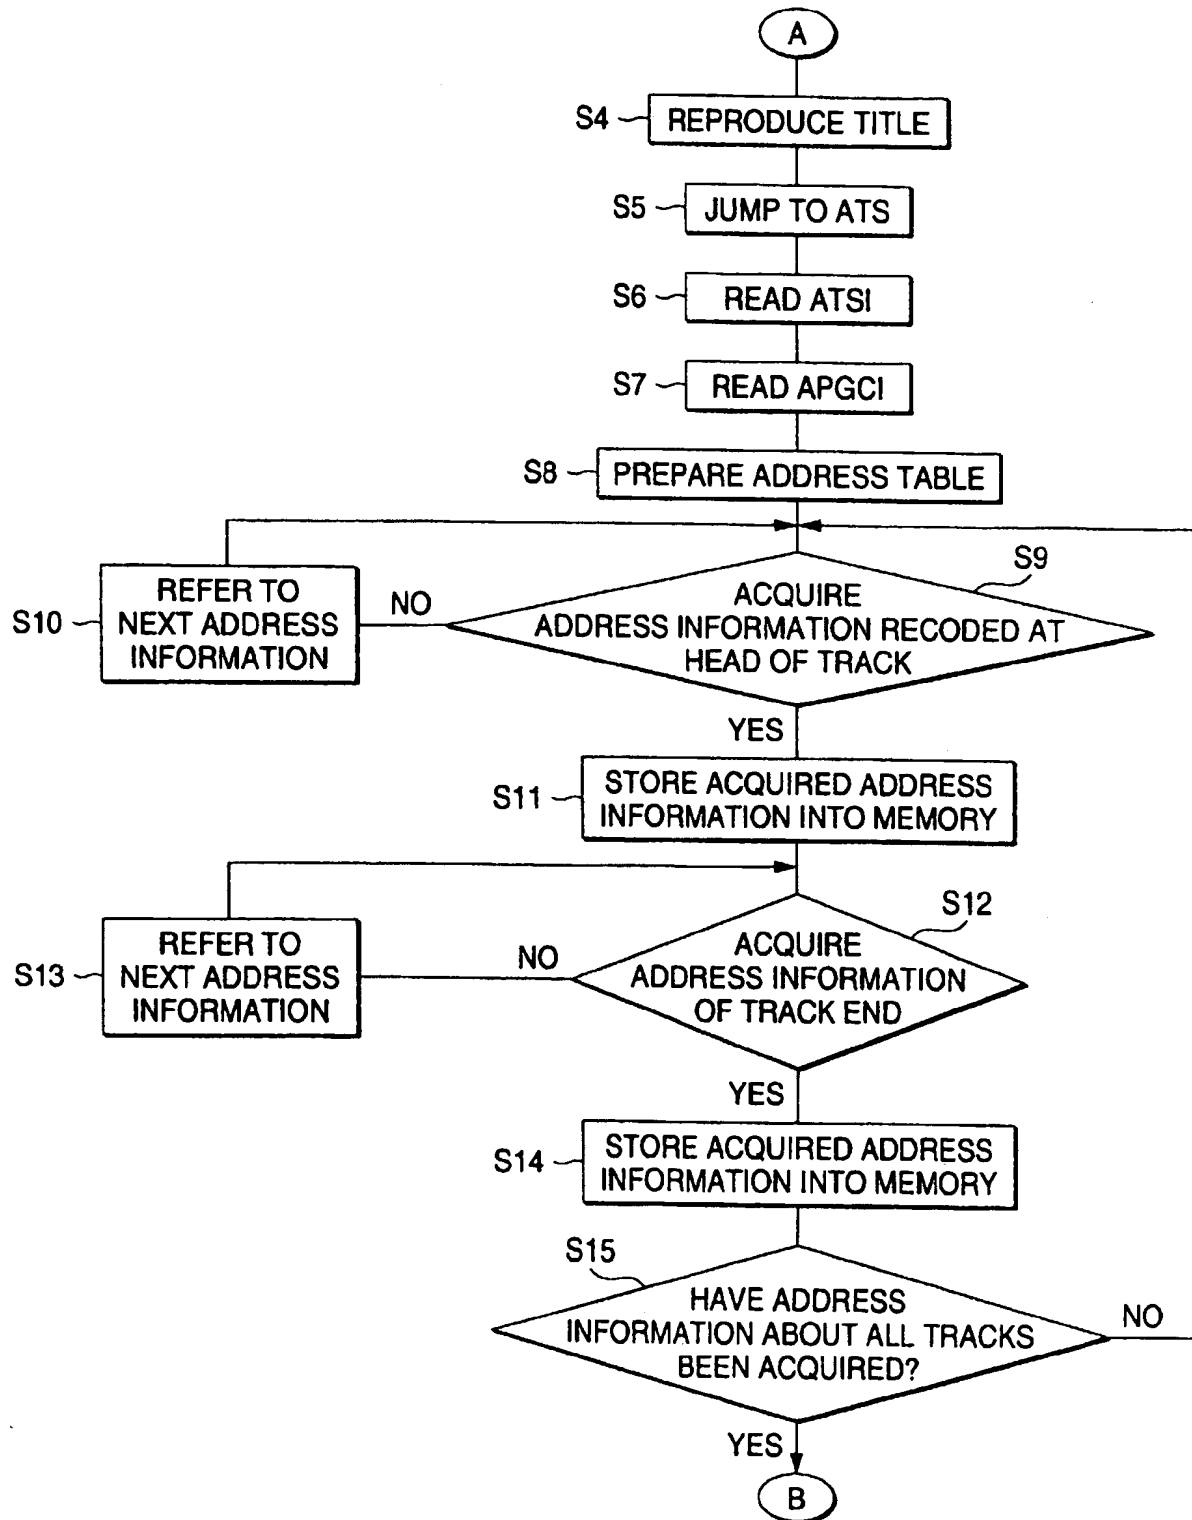 A
S4
REPRODUCE TITLE
S5
JUMP TO ATS
S6
READ ATSI
S7
READ APGCI
S8
PREPARE ADDRESS TABLE
S9
ACQUIRE
ADDRESS INFORMATION RECODED AT
HEAD OF TRACK
NO
S10
REFER TO
NEXT ADDRESS
INFORMATION
YES
S11
STORE ACQUIRED ADDRESS
INFORMATION INTO MEMORY
S12
ACQUIRE
ADDRESS INFORMATION
OF TRACK END
NO
S13
REFER TO
NEXT ADDRESS
INFORMATION
YES
S14
STORE ACQUIRED ADDRESS
INFORMATION INTO MEMORY
S15
HAVE ADDRESS
INFORMATION ABOUT ALL TRACKS
BEEN ACQUIRED?
NO
YES
B